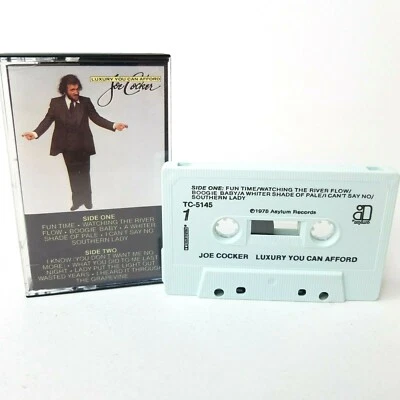 LUXURY YOU CAN AFFORD
Joe Cocker
SIDE ONE
FUN TIME • WATCHING THE RIVER
FLOW • BOOGIE BABY • A WHITER
SHADE OF PALE • I CAN'T SAY NO
SOUTHERN LADY
SIDE TWO
I KNOW (YOU DON'T WANT ME NO
MORE) • WHAT YOU DID TO ME LAST
NIGHT • LADY PUT THE LIGHT OUT
WASTED YEARS • I HEARD IT THROUGH
THE GRAPEVINE
SIDE ONE: FUN TIME/WATCHING THE RIVER FLOW/
BOOGIE BABY/A WHITER SHADE OF PALE/I CAN'T SAY NO/
SOUTHERN LADY
TC-5145
℗1978 Asylum Records
1
asylum
JOE COCKER LUXURY YOU CAN AFFORD